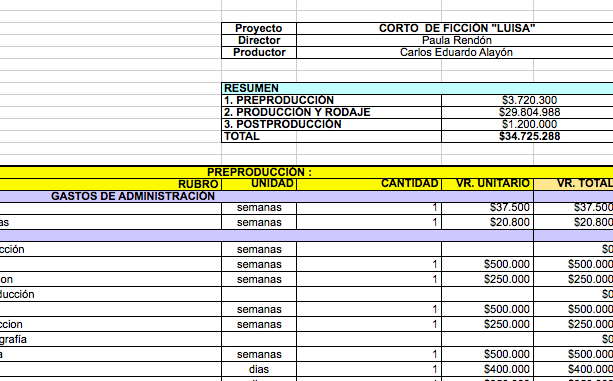 Proyecto CORTO DE FICCIÓN "LUISA"
Director Paula Rendón
Productor Carlos Eduardo Alayón
RESUMEN
1. PREPRODUCCIÓN $3.720.300
2. PRODUCCIÓN Y RODAJE $29.804.988
3. POSTPRODUCCIÓN $1.200.000
TOTAL $34.725.288
PREPRODUCCIÓN :
RUBRO UNIDAD CANTIDAD VR. UNITARIO VR. TOTAL
GASTOS DE ADMINISTRACIÓN
semanas 1 $37.500 $37.500
as semanas 1 $20.800 $20.800
cción semanas $0
semanas 1 $500.000 $500.000
on semanas 1 $250.000 $250.000
ducción $0
semanas 1 $500.000 $500.000
ccion semanas 1 $250.000 $250.000
grafía $0
a semanas 1 $500.000 $500.000
dias 1 $400.000 $400.000